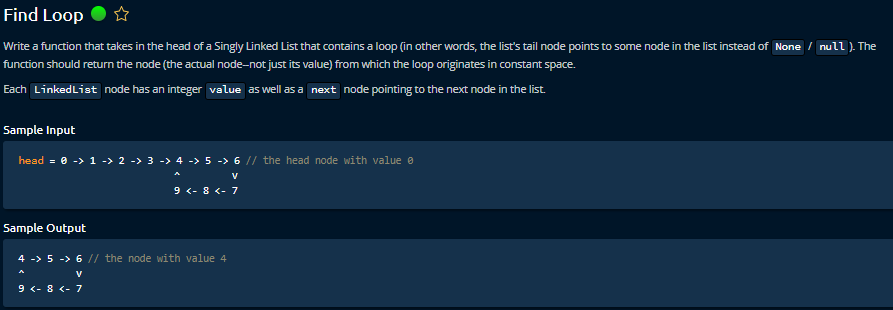 Find Loop
Write a function that takes in the head of a Singly Linked List that contains a loop (in other words, the list's tail node points to some node in the list instead of None / null ). The
function should return the node (the actual node--not just its value) from which the loop originates in constant space.
Each LinkedList node has an integer value as well as a next node pointing to the next node in the list.
Sample Input
head = 0 -> 1 -> 2 -> 3 -> 4 -> 5 -> 6 // the head node with value 0
^ v
9 <- 8 <- 7
Sample Output
4 -> 5 -> 6 // the node with value 4
^ v
9 <- 8 <- 7